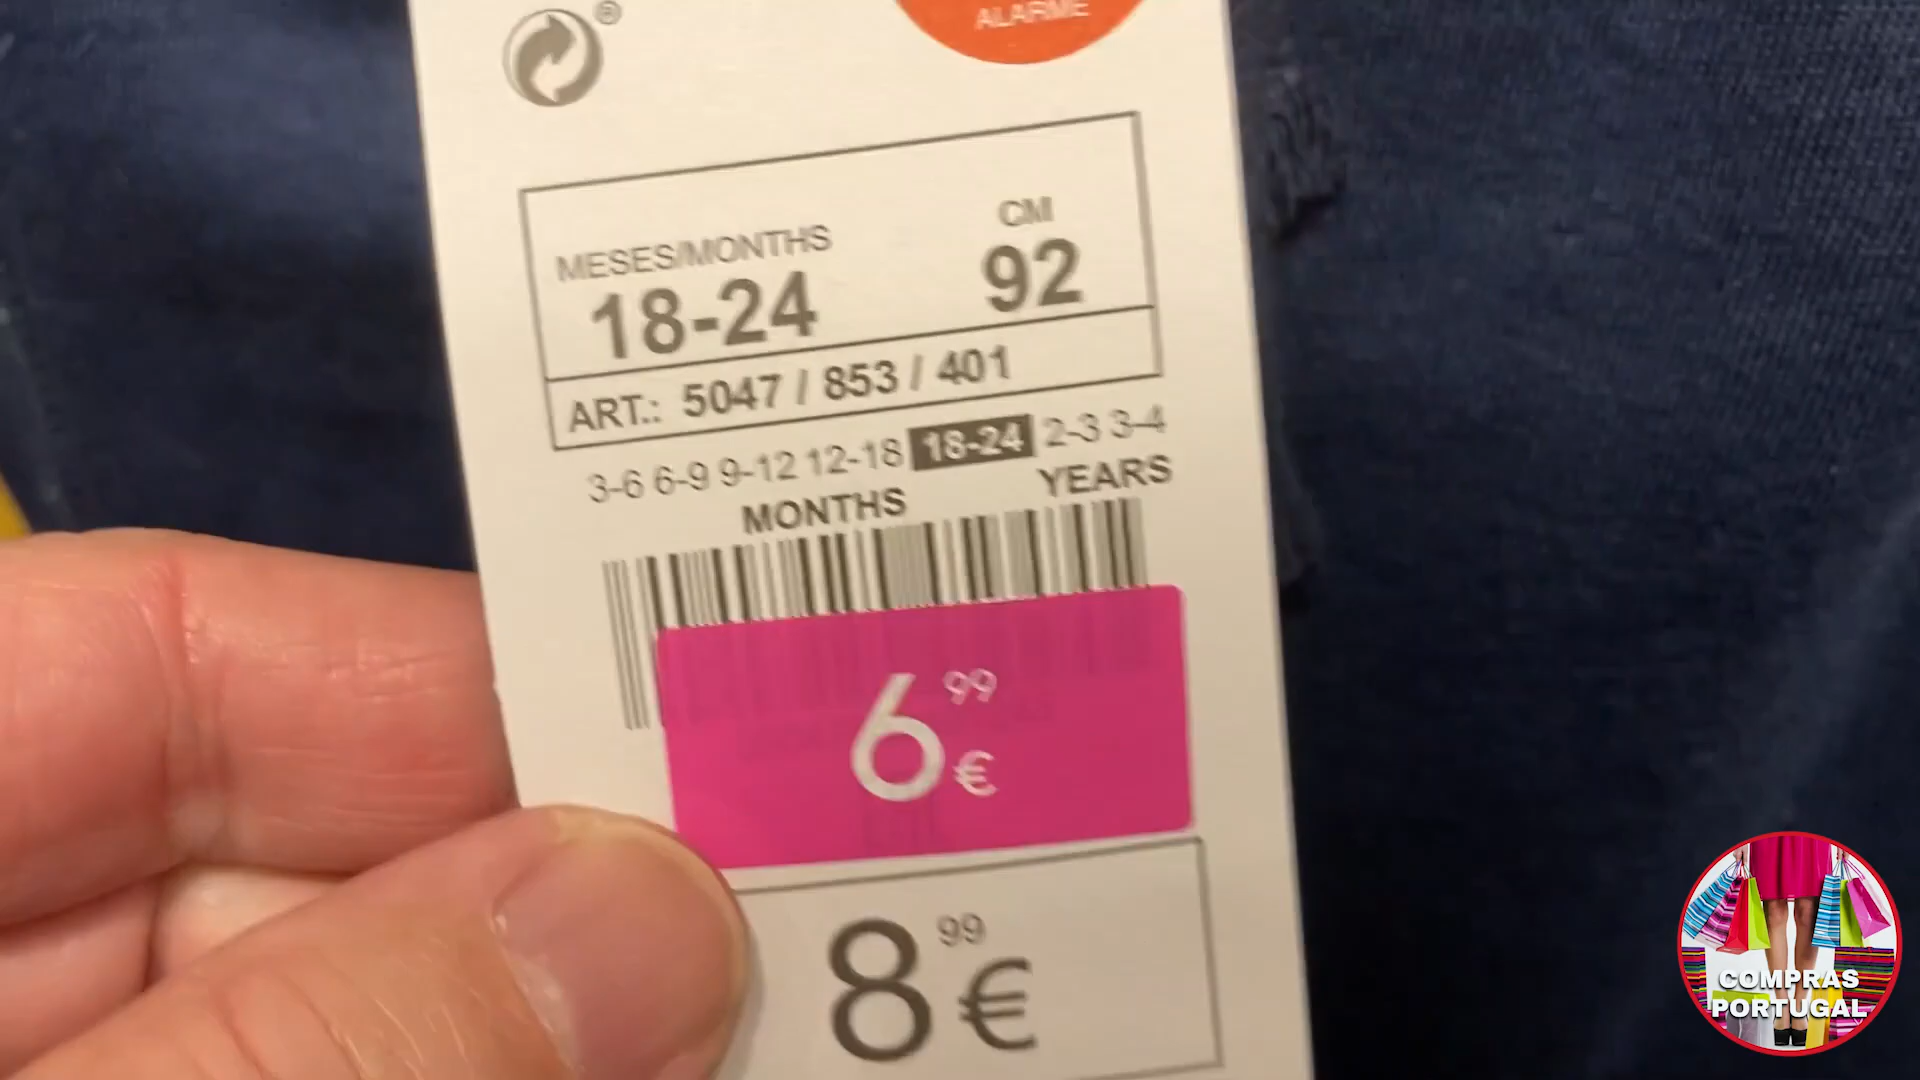 ®
ALARME
MESES/MONTHS
18-24
CM
92
ART.: 5047 / 853 / 401
3-6 6-9 9-12 12-18 18-24 2-3 3-4
MONTHS
YEARS
6 99 €
8 99 €
COMPRAS
PORTUGAL